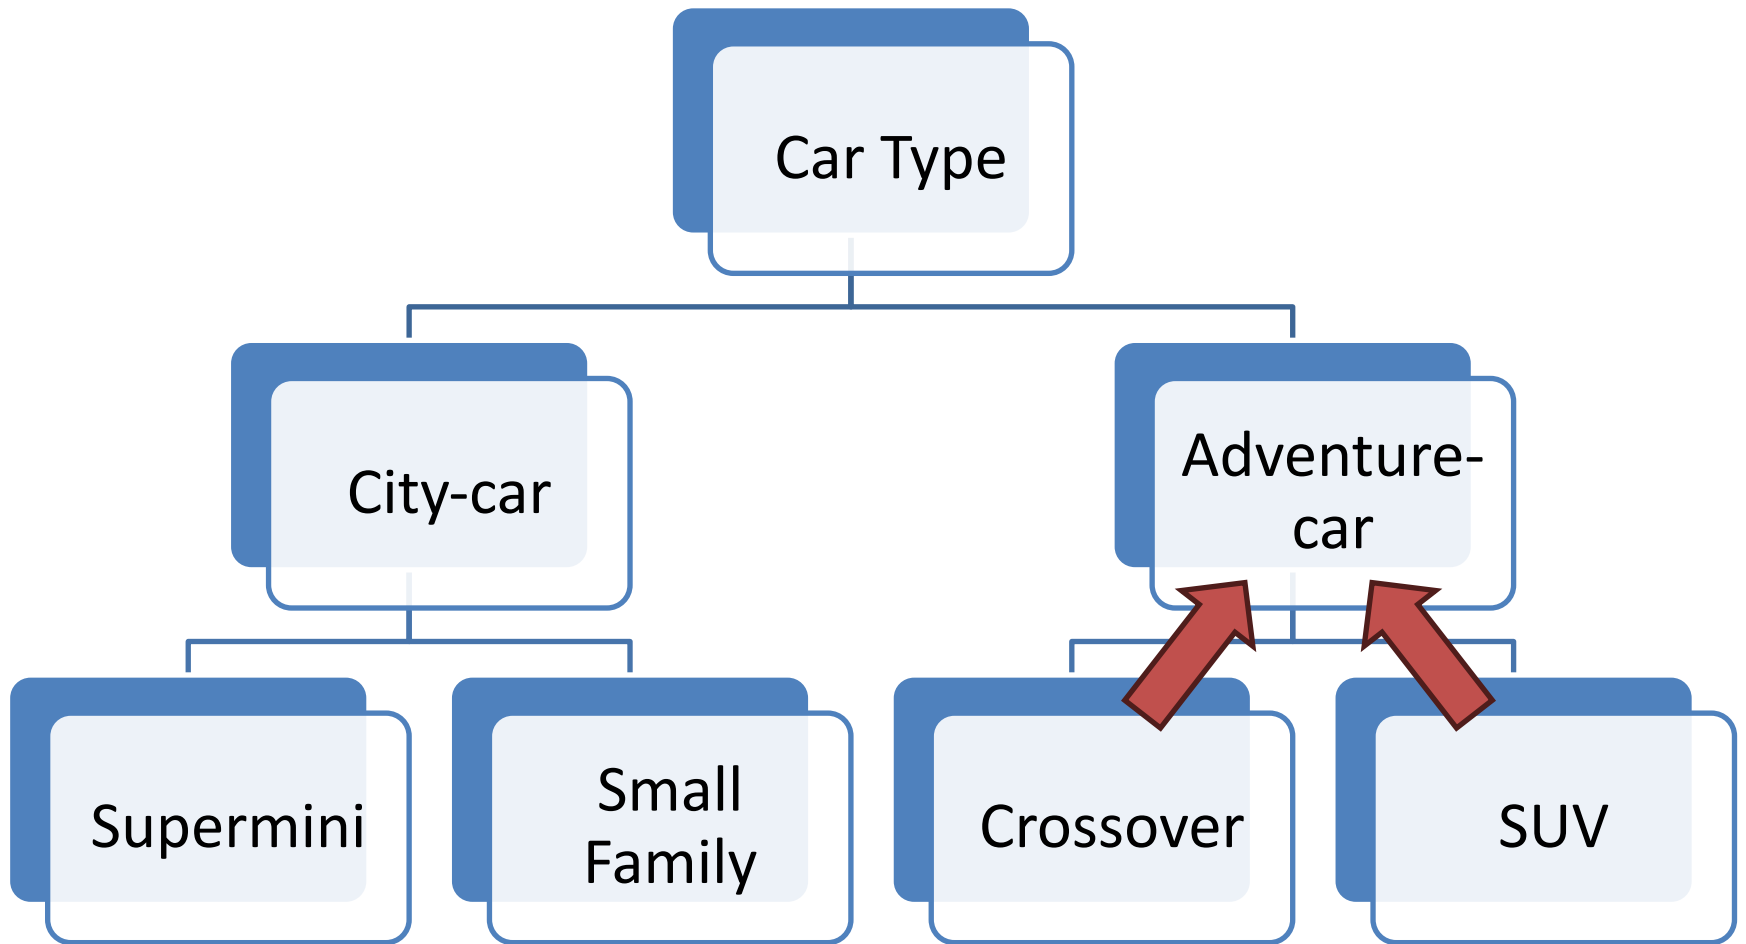 Car Type
City-car
Adventure-
car
Supermini
Small
Family
Crossover
SUV